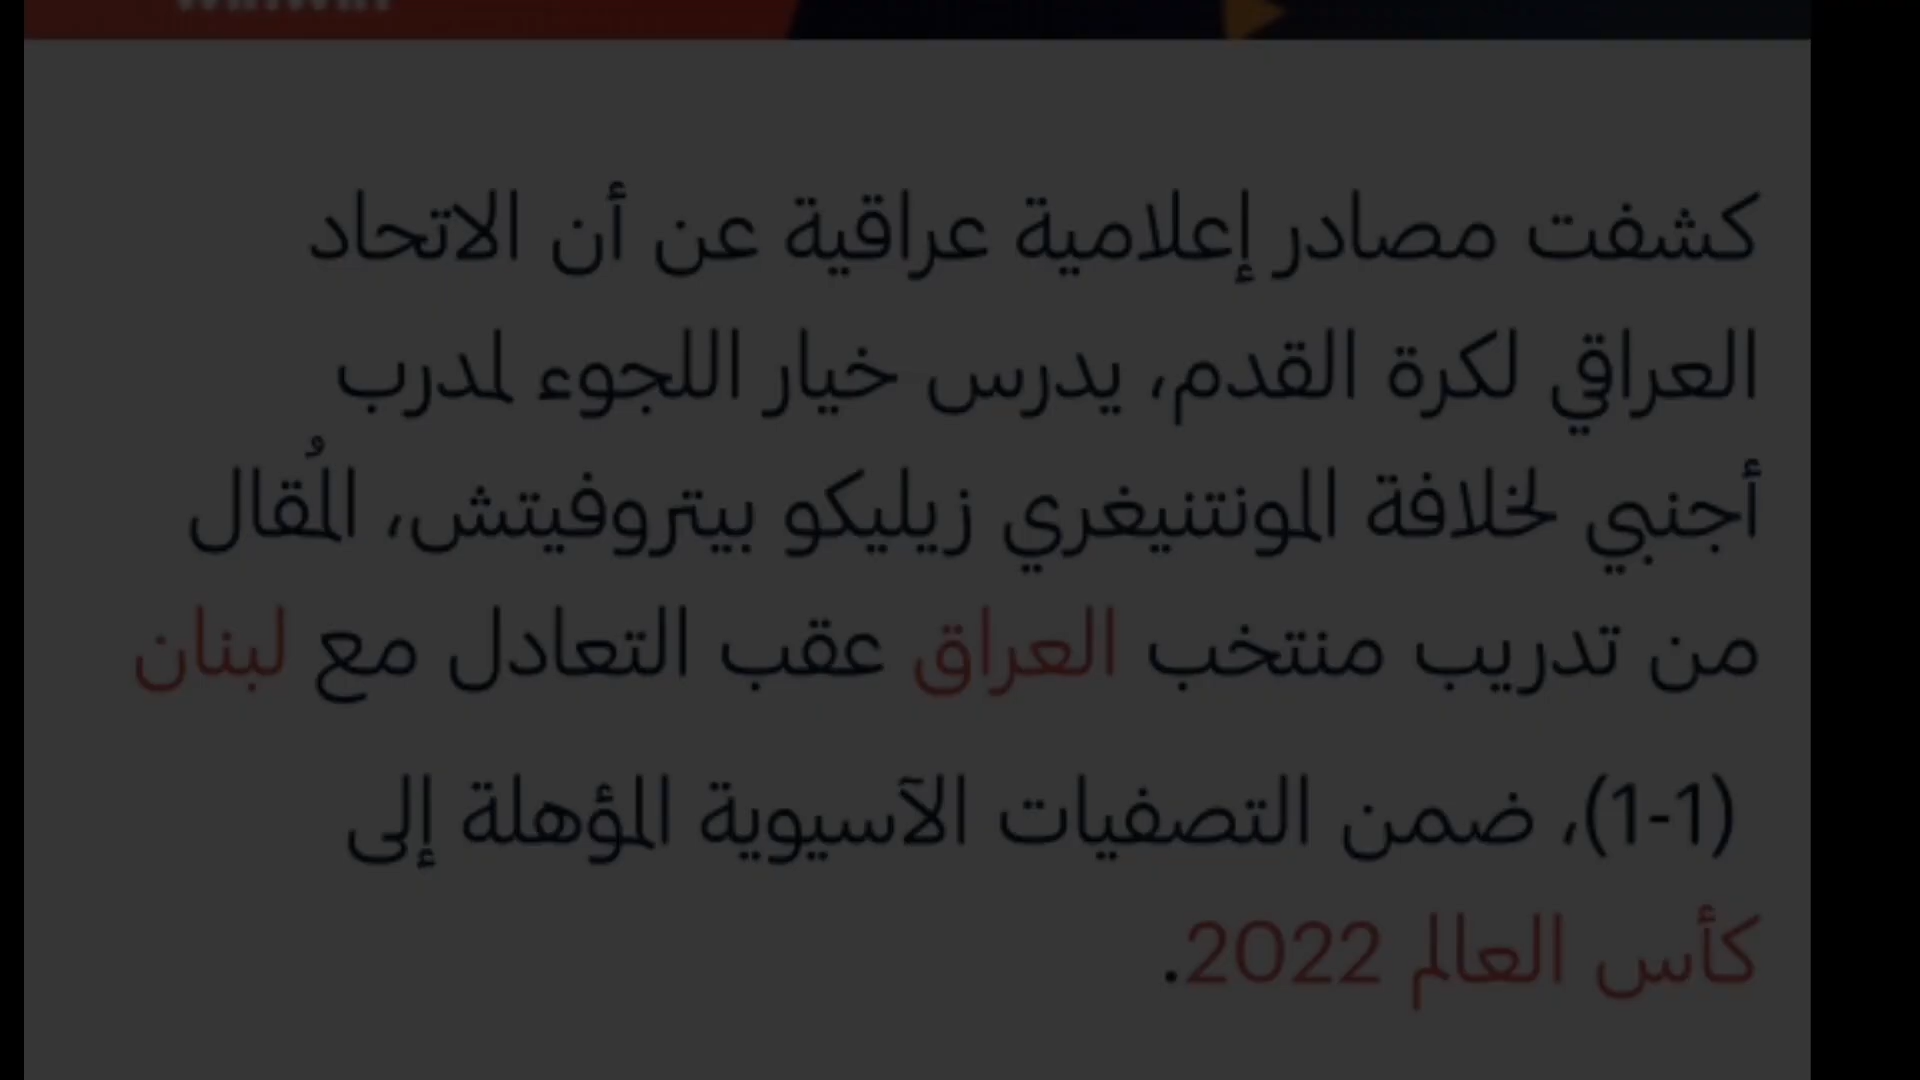 كشفت مصادر إعلامية عراقية عن أن الاتحاد
العراقي لكرة القدم، يدرس خيار اللجوء لمدرب
أجنبي لخلافة المونتنيغري زيليكو بيتروفيتش، المُقال
من تدريب منتخب العراق عقب التعادل مع لبنان
(1-1)، ضمن التصفيات الآسيوية المؤهلة إلى
كأس العالم 2022.